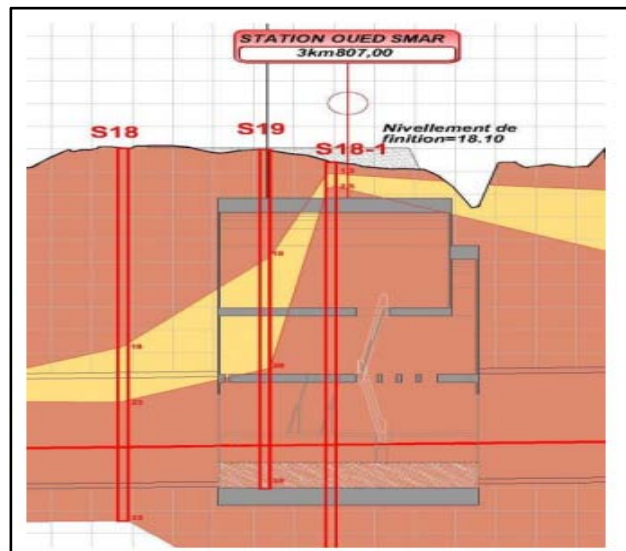 STATION OUED SMAR
3km807,00
S18
S19
S18-1
Nivellement de
finition=18.10